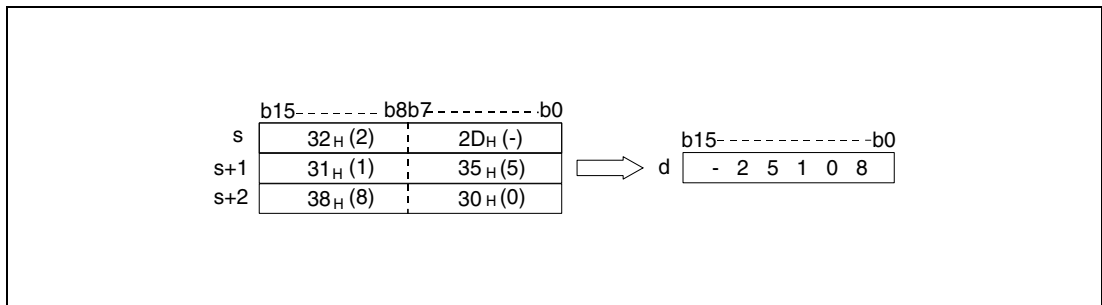 b15------- b8b7----------b0
s 32H (2) 2DH (-)
s+1 31H (1) 35H (5)
s+2 38H (8) 30H (0)
b15--------------b0
d - 2 5 1 0 8